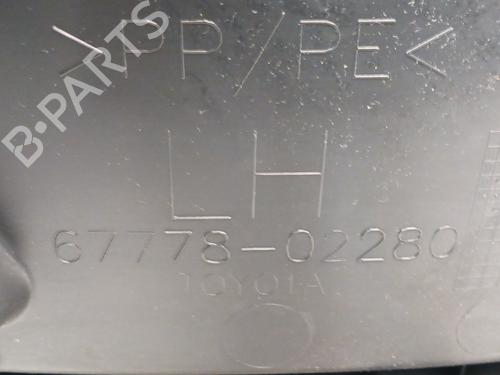 >PP/PE<
B-PARTS
LH
67778-02280
TOYOTA